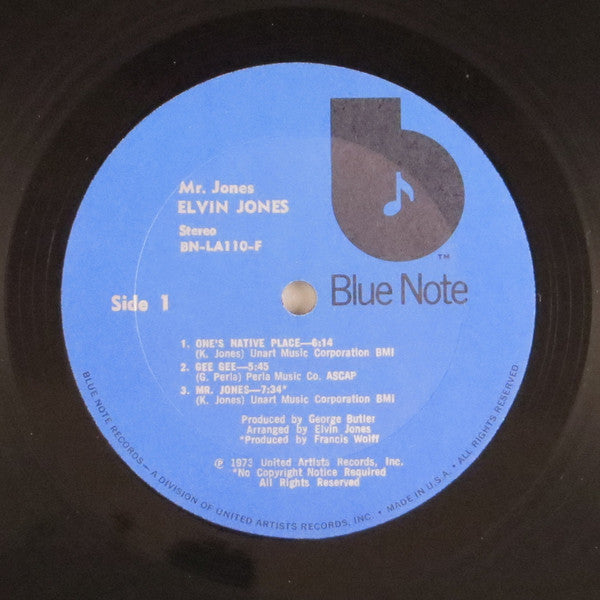 Mr. Jones
ELVIN JONES
Stereo
BN-LA110-F
TM
Blue Note
Side 1
1. ONE'S NATIVE PLACE—6:14
(K. Jones) Unart Music Corporation BMI
2. GEE GEE—5:45
(G. Perla) Perla Music Co. ASCAP
3. MR. JONES—7:34*
(K. Jones) Unart Music Corporation BMI
Produced by George Butler
Arranged by Elvin Jones
*Produced by Francis Wolff
℗ 1973 United Artists Records, Inc.
*No Copyright Notice Required
All Rights Reserved
BLUE NOTE RECORDS—A DIVISION OF UNITED ARTISTS RECORDS, INC. • MADE IN U.S.A. • ALL RIGHTS RESERVED